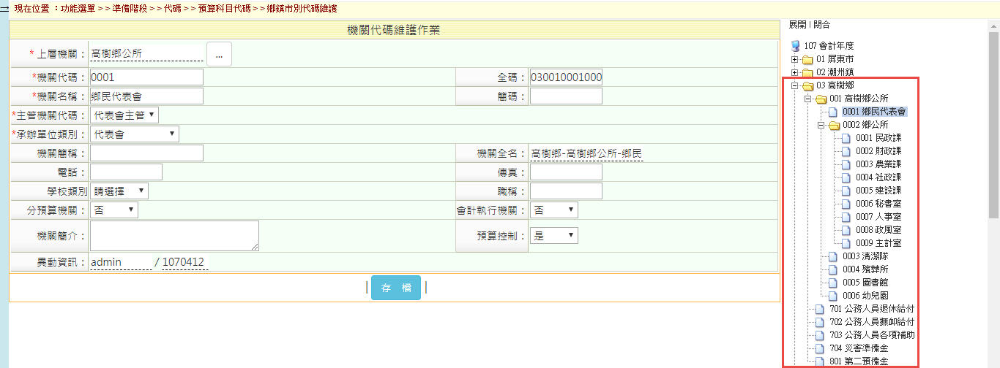 現在位置 ：功能選單 > > 準備階段 > > 代碼 > > 預算科目代碼 > > 鄉鎮市別代碼維護
機關代碼維護作業
* 上層機關： 高樹鄉公所 ...
*機關代碼： 0001 全碼： 030010001000
*機關名稱： 鄉民代表會 簡碼：
*主管機關代碼： 代表會主管
*承辦單位類別： 代表會
機關簡稱： 機關全名： 高樹鄉-高樹鄉公所-鄉民
電話： 傳真：
學校類別 請選擇 職稱：
分預算機關： 否 會計執行機關： 否
機關簡介： 預算控制： 是
異動資訊： admin / 1070412
| 存 檔 |
展開 | 閉合
107 會計年度
01 屏東市
02 潮州鎮
03 高樹鄉
001 高樹鄉公所
0001 鄉民代表會
0002 鄉公所
0001 民政課
0002 財政課
0003 農業課
0004 社政課
0005 建設課
0006 秘書室
0007 人事室
0008 政風室
0009 主計室
0003 清潔隊
0004 殯葬所
0005 圖書館
0006 幼兒園
701 公務人員退休給付
702 公務人員撫卹給付
703 公務人員各項補助
704 災害準備金
801 第二預備金